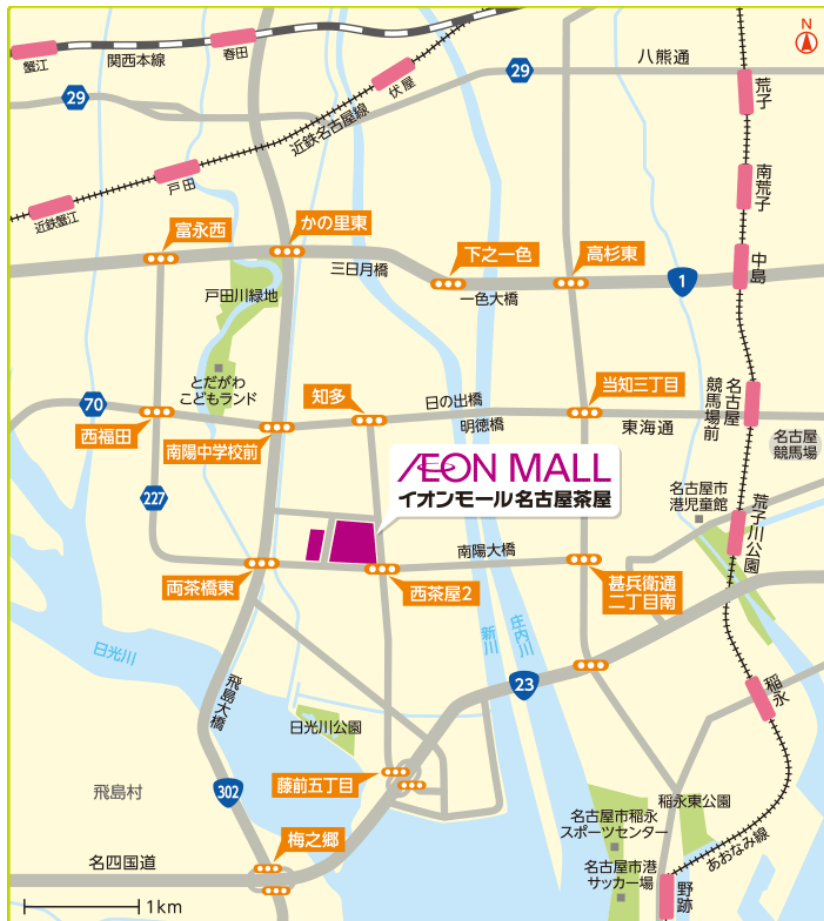 N
蟹江
関西本線
春田
29
八熊通
29
伏屋
近鉄名古屋線
荒子
戸田
近鉄蟹江
南荒子
富永西
かの里東
下之一色
高杉東
中島
三日月橋
一色大橋
1
戸田川緑地
とだがわ
こどもランド
知多
日の出橋
当知三丁目
名古屋
競馬場前
70
西福田
南陽中学校前
明徳橋
東海通
名古屋
競馬場
ÆON MALL
イオンモール名古屋茶屋
227
名古屋市
港児童館
荒子川公園
南陽大橋
両茶橋東
西茶屋2
甚兵衛通
二丁目南
日光川
新川
庄内川
飛島大橋
23
稲永
日光川公園
藤前五丁目
302
飛島村
稲永東公園
名古屋市稲永
スポーツセンター
梅之郷
あおなみ線
名四国道
名古屋市港
サッカー場
野跡
1km